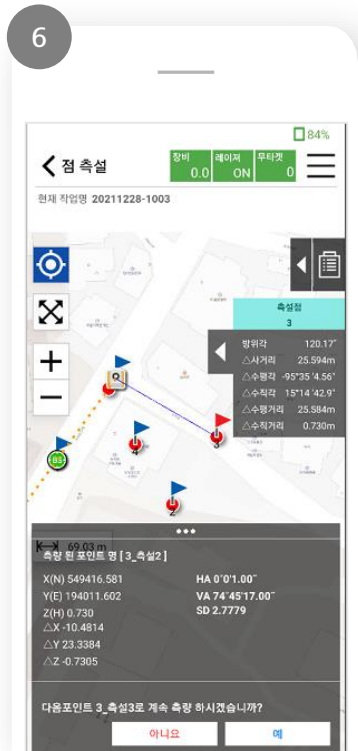 6
84%
점 측설
장비 레이저 무타겟
0.0 ON 0
현재 작업명 20211228-1003
측설점
3
방위각 120.17"
△사거리 25.594m
△수평각 -95°35 '4.56"
△수직각 15°14 '42.9"
△수평거리 25.584m
△수직거리 0.730m
B3
4
3
2
69.03 m
측량 된 포인트 명 [ 3_측설2 ]
X(N) 549416.581 HA 0°0'1.00"
Y(E) 194011.602 VA 74°45'17.00"
Z(H) 0.730 SD 2.7779
△X -10.4814
△Y 23.3384
△Z -0.7305
다음포인트 3_측설3로 계속 측량 하시겠습니까?
아니요 예